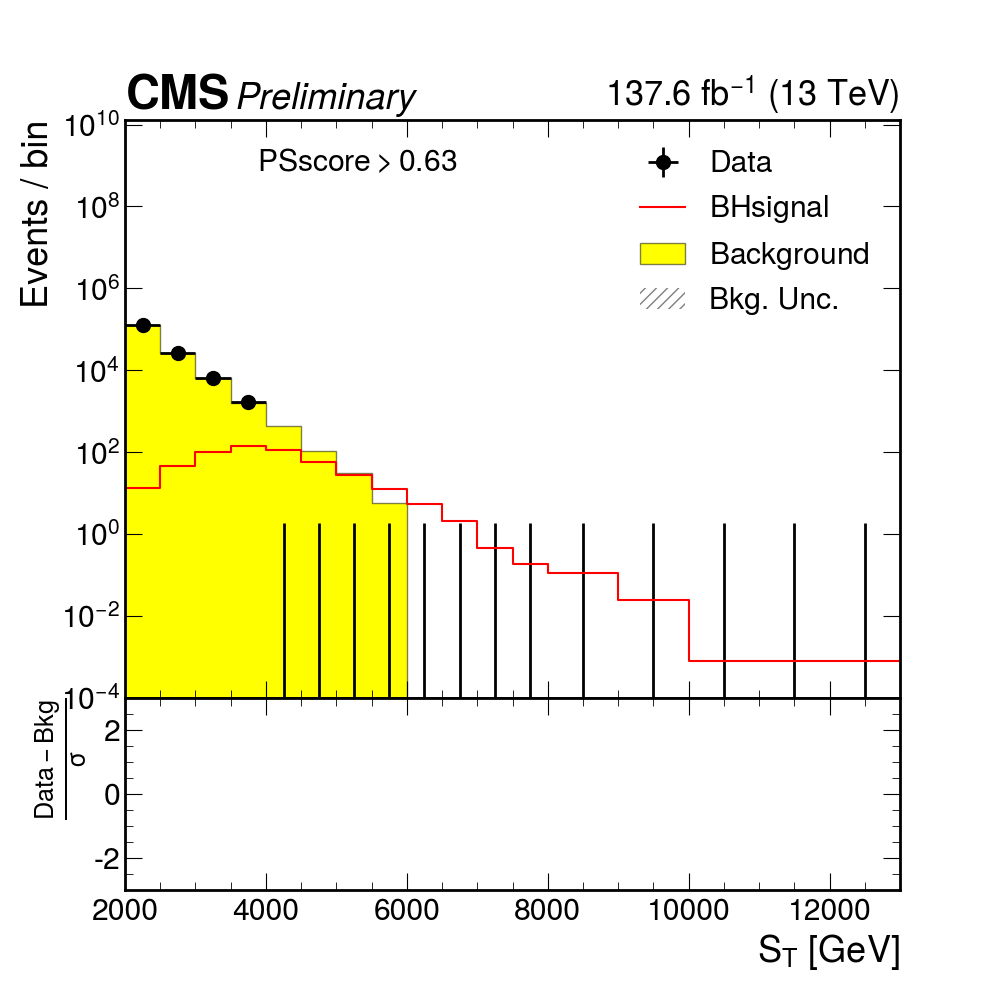 CMS Preliminary 137.6 fb⁻¹ (13 TeV)
Events / bin
PSscore > 0.63
Data
BHsignal
Background
Bkg. Unc.
10¹⁰
10⁸
10⁶
10⁴
10²
10⁰
10⁻²
10⁻⁴
Data – Bkg
σ
2
0
-2
2000 4000 6000 8000 10000 12000
S_T [GeV]